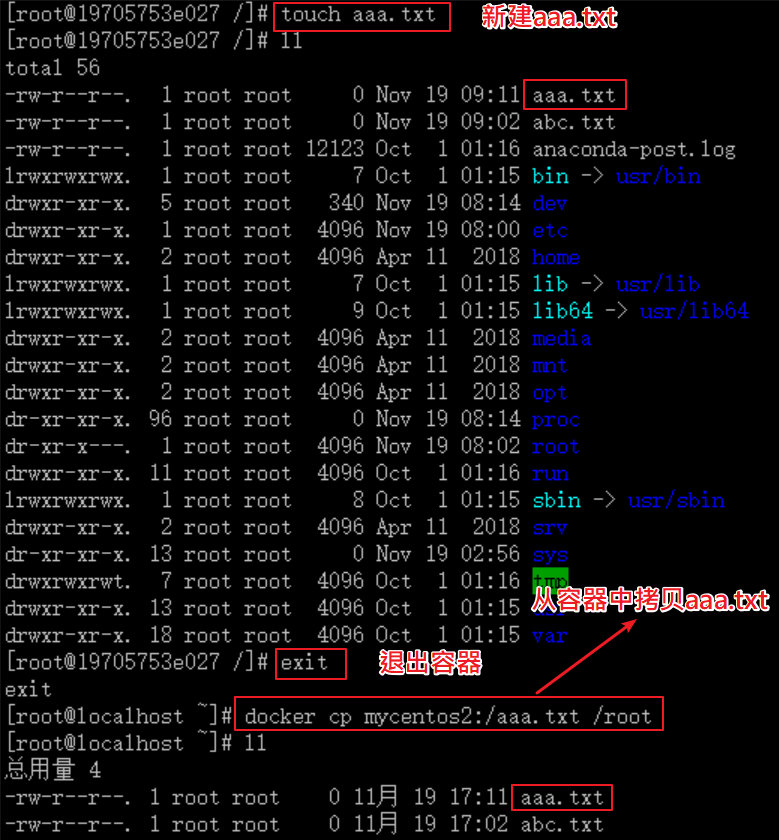 [root@19705753e027 /]# touch aaa.txt 新建aaa.txt
[root@19705753e027 /]# ll
total 56
-rw-r--r--. 1 root root 0 Nov 19 09:11 aaa.txt
-rw-r--r--. 1 root root 0 Nov 19 09:02 abc.txt
-rw-r--r--. 1 root root 12123 Oct 1 01:16 anaconda-post.log
lrwxrwxrwx. 1 root root 7 Oct 1 01:15 bin -> usr/bin
drwxr-xr-x. 5 root root 340 Nov 19 08:14 dev
drwxr-xr-x. 1 root root 4096 Nov 19 08:00 etc
drwxr-xr-x. 2 root root 4096 Apr 11 2018 home
lrwxrwxrwx. 1 root root 7 Oct 1 01:15 lib -> usr/lib
lrwxrwxrwx. 1 root root 9 Oct 1 01:15 lib64 -> usr/lib64
drwxr-xr-x. 2 root root 4096 Apr 11 2018 media
drwxr-xr-x. 2 root root 4096 Apr 11 2018 mnt
drwxr-xr-x. 2 root root 4096 Apr 11 2018 opt
dr-xr-xr-x. 96 root root 0 Nov 19 08:14 proc
dr-xr-x---. 1 root root 4096 Nov 19 08:02 root
drwxr-xr-x. 11 root root 4096 Oct 1 01:16 run
lrwxrwxrwx. 1 root root 8 Oct 1 01:15 sbin -> usr/sbin
drwxr-xr-x. 2 root root 4096 Apr 11 2018 srv
dr-xr-xr-x. 13 root root 0 Nov 19 02:56 sys
drwxrwxrwt. 7 root root 4096 Oct 1 01:16 tmp
从容器中拷贝aaa.txt
drwxr-xr-x. 13 root root 4096 Oct 1 01:15
drwxr-xr-x. 18 root root 4096 Oct 1 01:15 var
[root@19705753e027 /]# exit 退出容器
exit
[root@localhost ~]# docker cp mycentos2:/aaa.txt /root
[root@localhost ~]# ll
总用量 4
-rw-r--r--. 1 root root 0 11月 19 17:11 aaa.txt
-rw-r--r--. 1 root root 0 11月 19 17:02 abc.txt